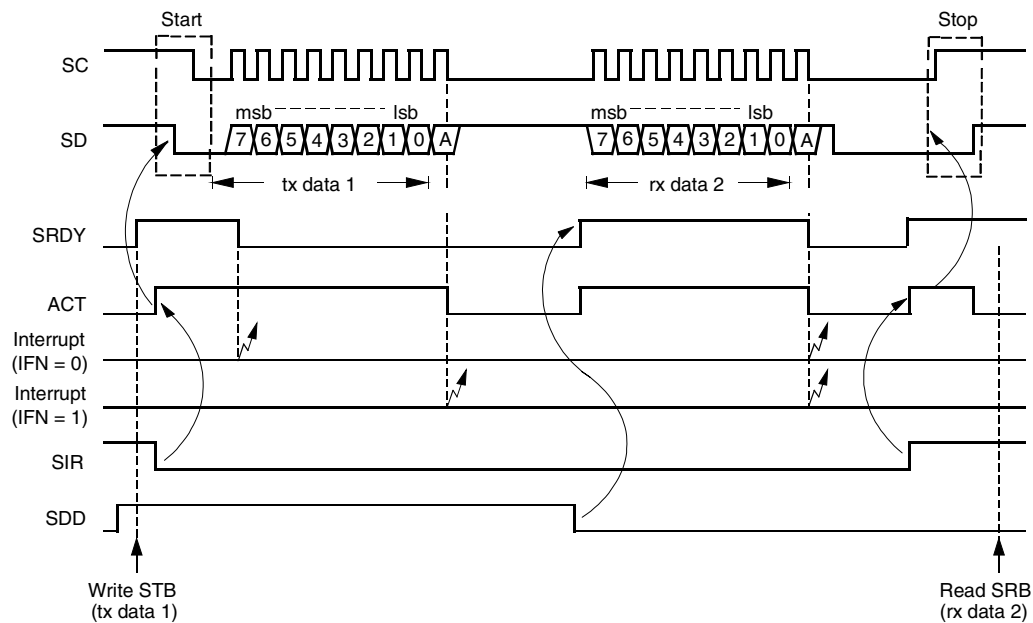 Start
Stop
SC
msb lsb
msb lsb
SD
7 6 5 4 3 2 1 0 A
7 6 5 4 3 2 1 0 A
tx data 1
rx data 2
SRDY
ACT
Interrupt
(IFN = 0)
Interrupt
(IFN = 1)
SIR
SDD
Write STB
(tx data 1)
Read SRB
(rx data 2)